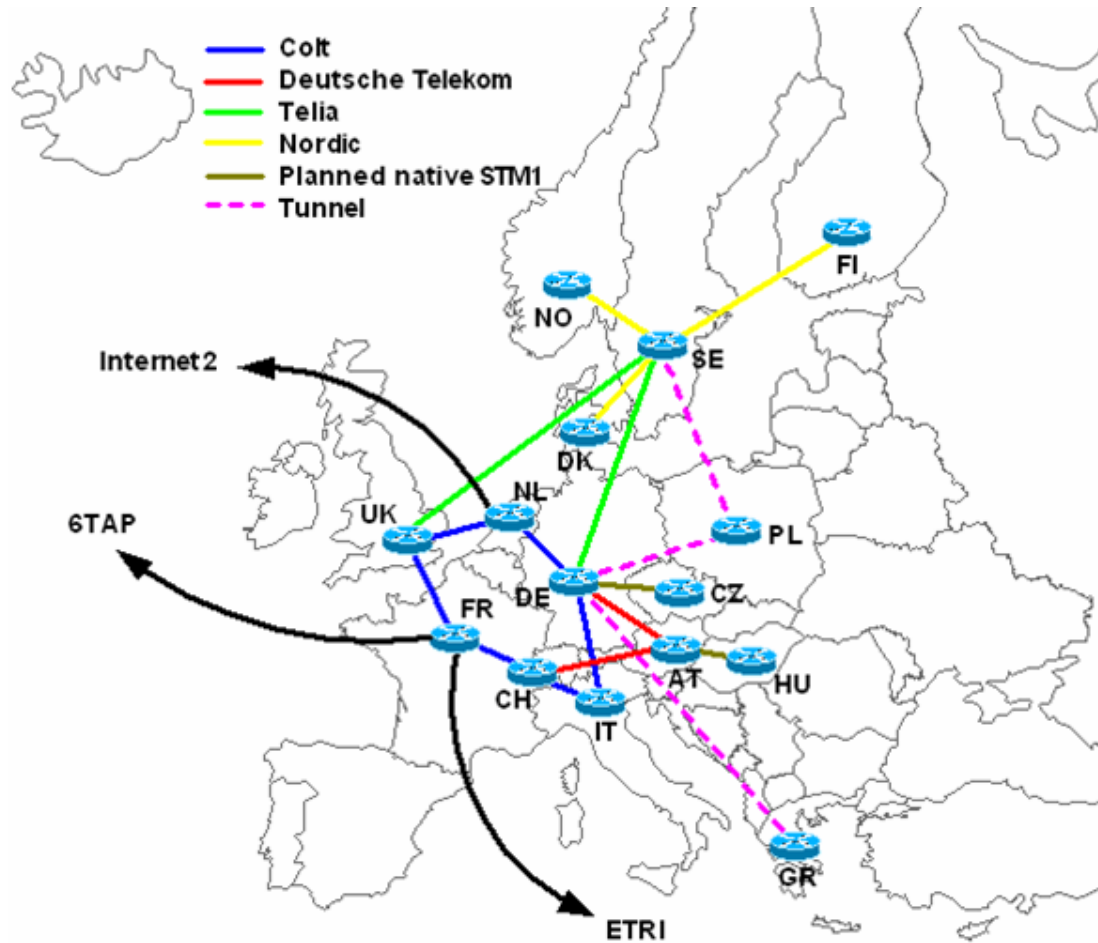 Colt
Deutsche Telekom
Telia
Nordic
Planned native STM1
Tunnel
FI
NO
SE
Internet2
DK
NL
UK
PL
6TAP
DE
CZ
FR
AT
HU
CH
IT
GR
ETRI